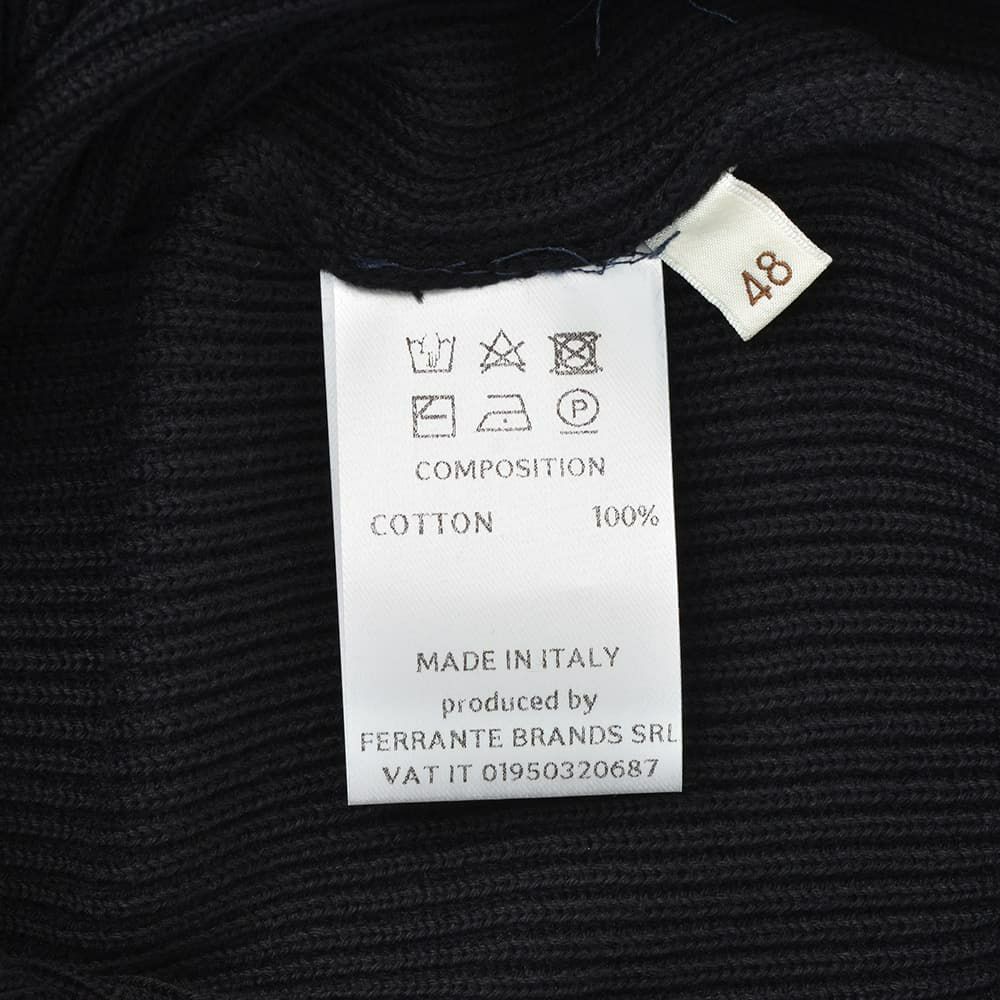 48
P
COMPOSITION
COTTON 100%
MADE IN ITALY
produced by
FERRANTE BRANDS SRL
VAT IT 01950320687